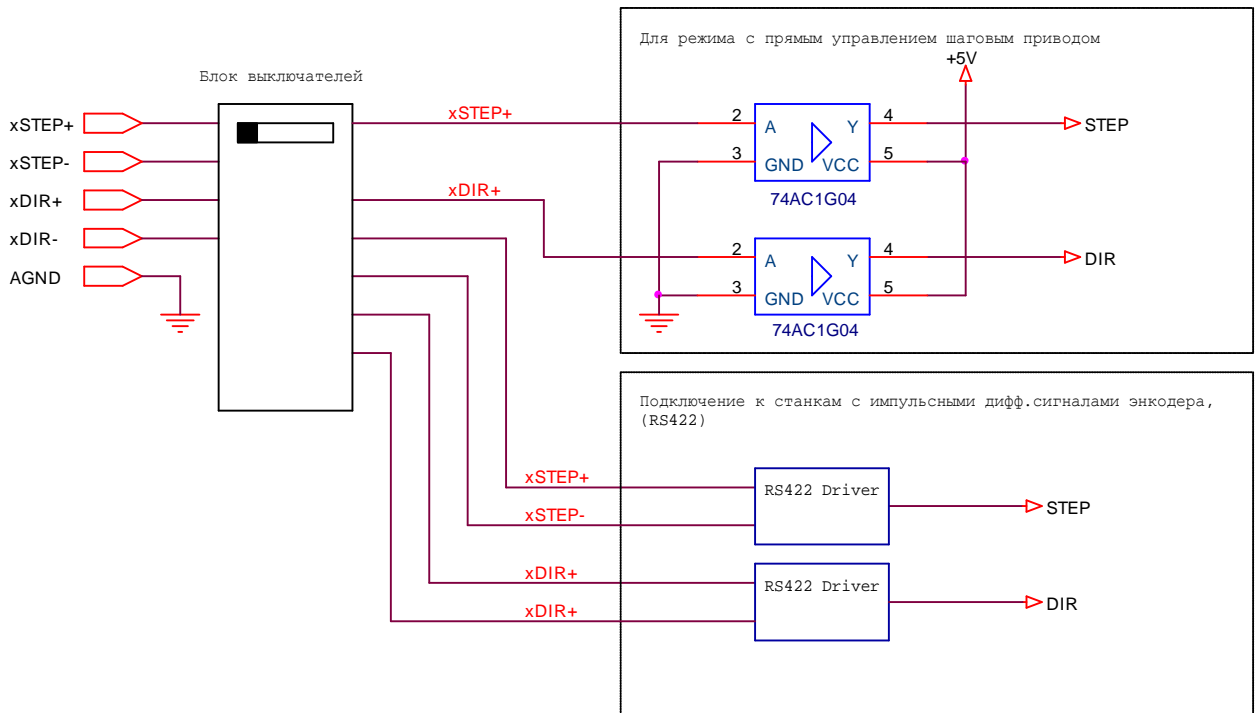 Для режима с прямым управлением шаговым приводом
+5V
Блок выключателей
xSTEP+
xSTEP-
xDIR+
xDIR-
AGND
xSTEP+
xDIR+
2 A Y 4
3 GND VCC 5
74AC1G04
STEP
2 A Y 4
3 GND VCC 5
74AC1G04
DIR
Подключение к станкам с импульсными дифф.сигналами энкодера,
(RS422)
xSTEP+
xSTEP-
RS422 Driver
STEP
xDIR+
xDIR+
RS422 Driver
DIR